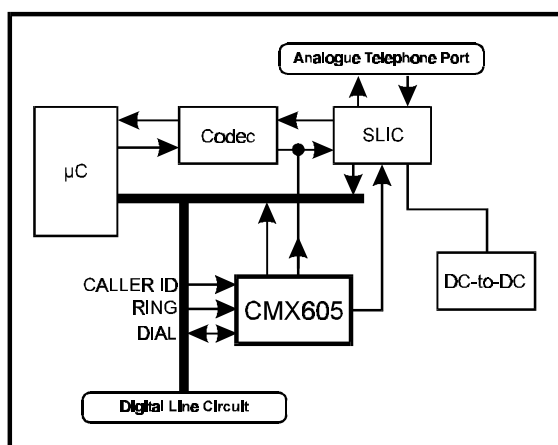 Analogue Telephone Port
µC
Codec
SLIC
CALLER ID
RING
DIAL
CMX605
DC-to-DC
Digital Line Circuit